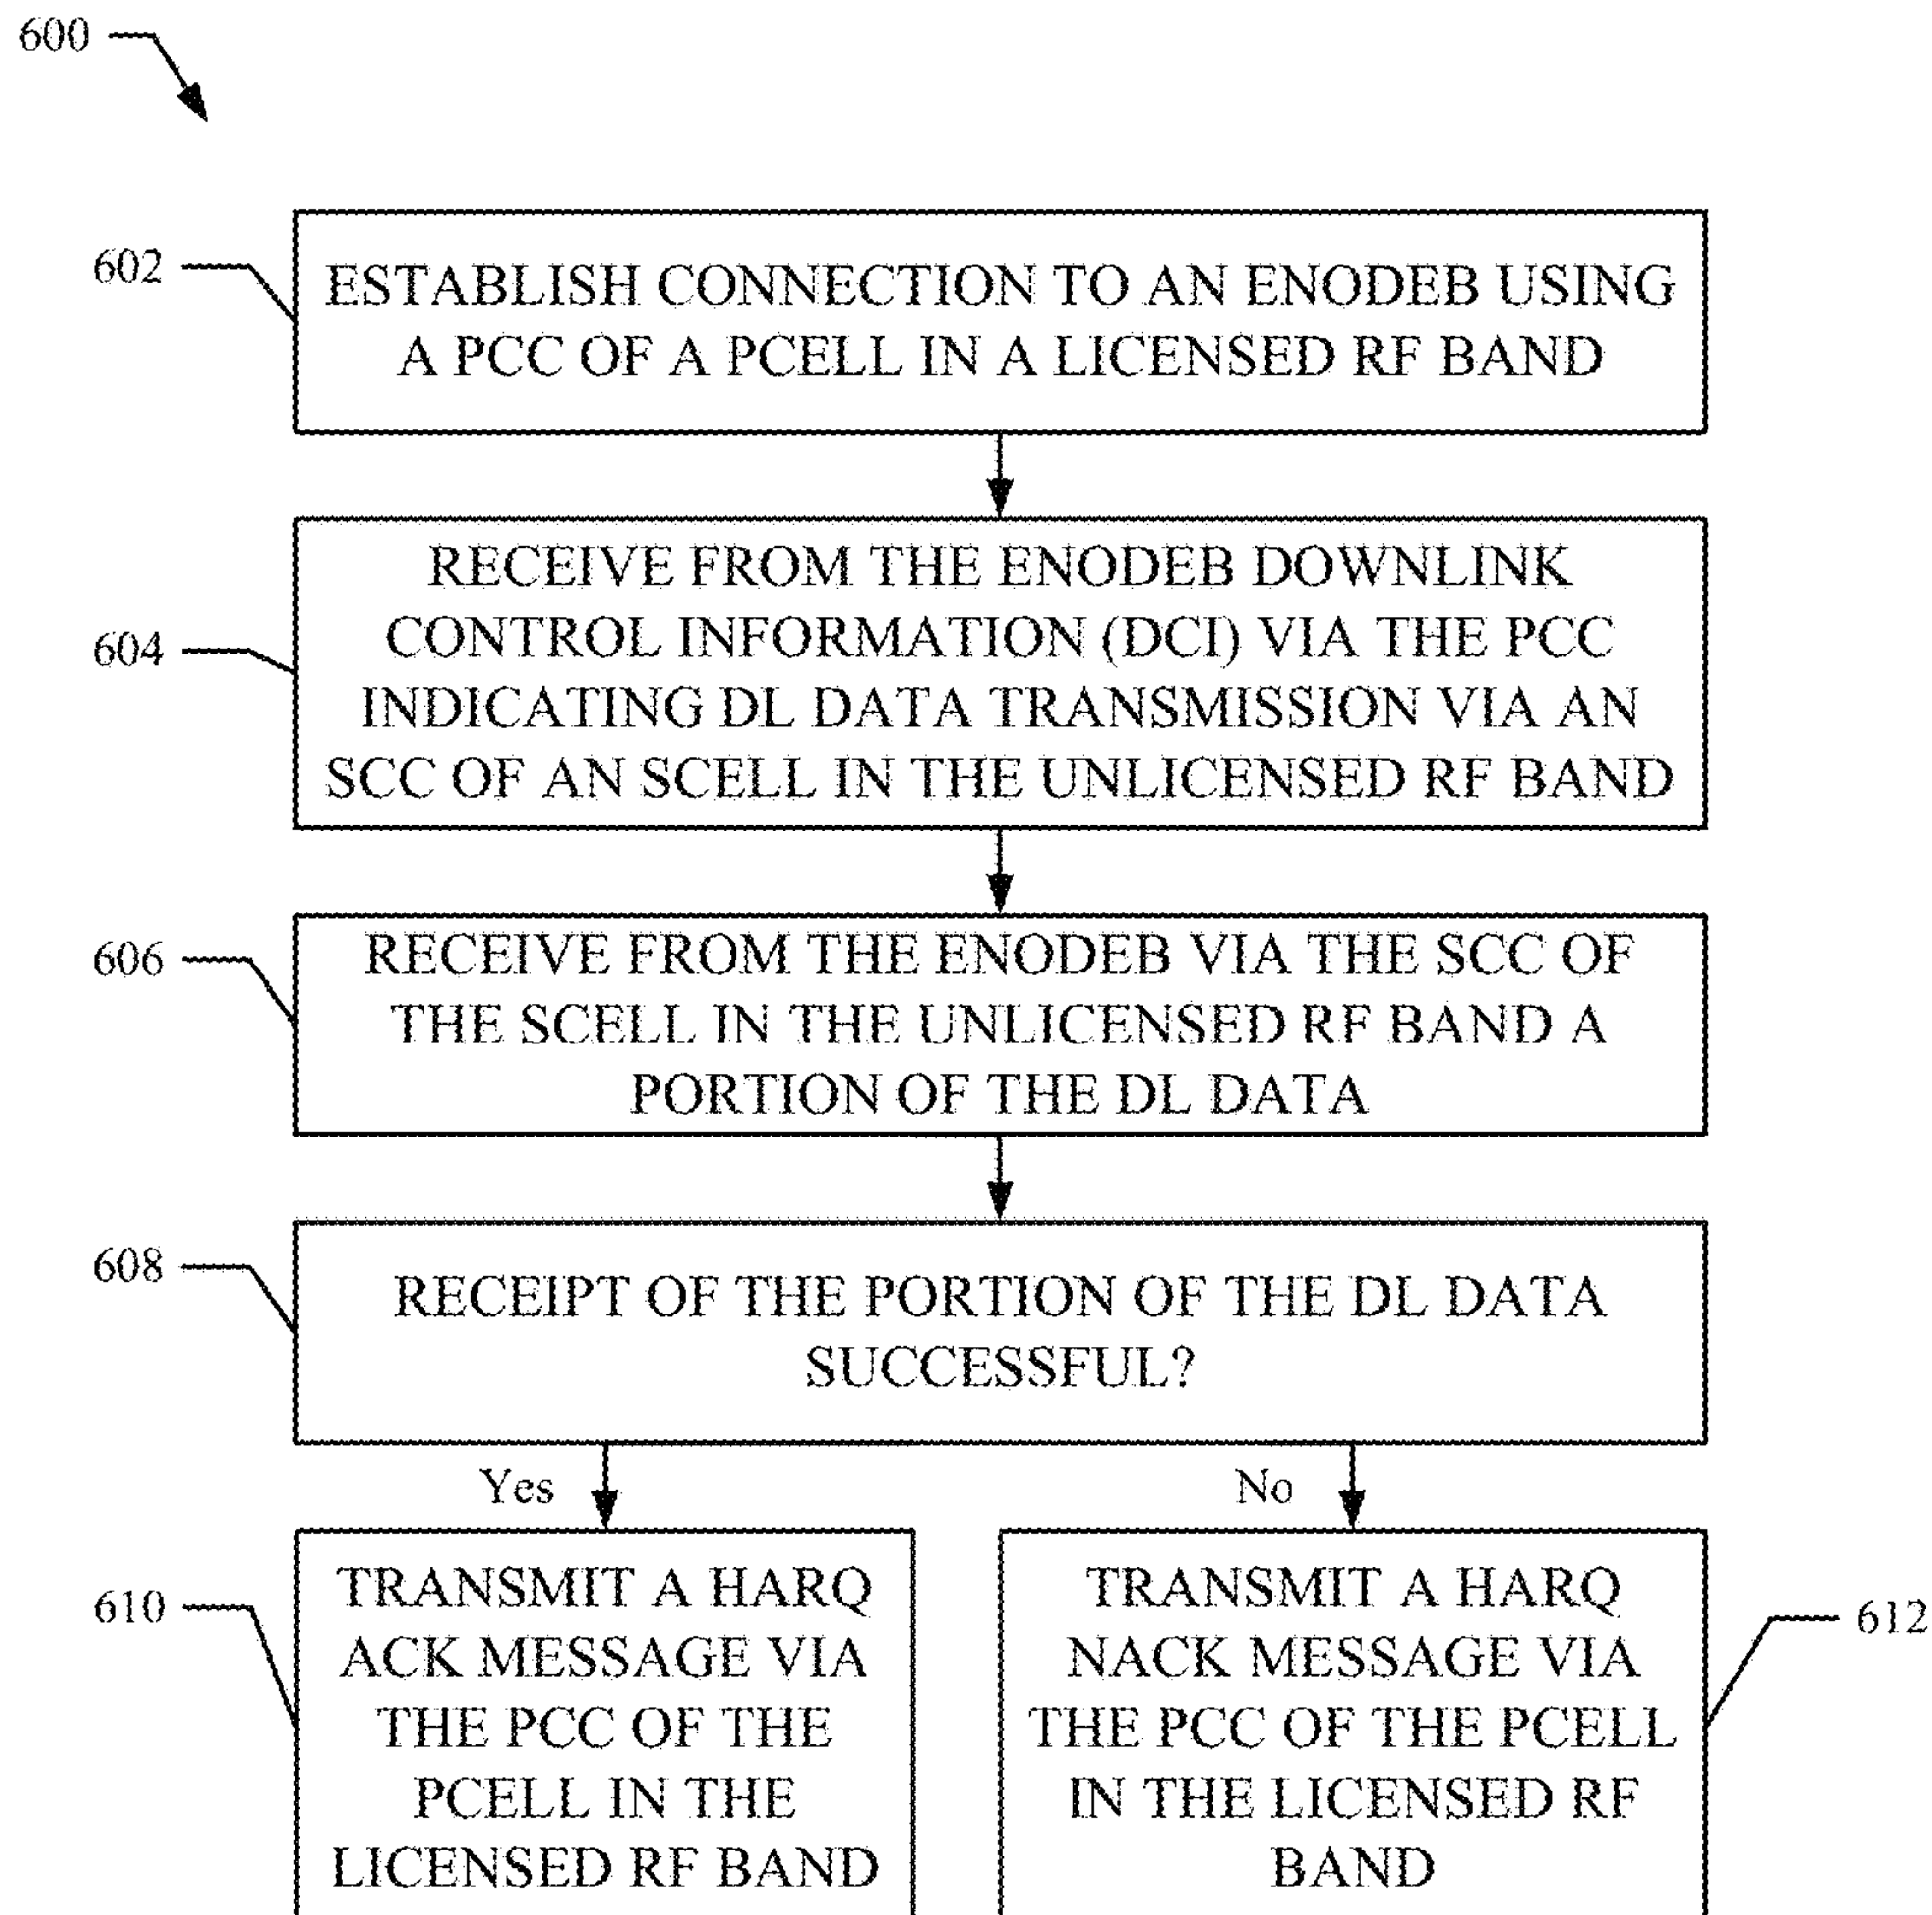 600
602
ESTABLISH CONNECTION TO AN ENODEB USING
A PCC OF A PCELL IN A LICENSED RF BAND
604
RECEIVE FROM THE ENODEB DOWNLINK
CONTROL INFORMATION (DCI) VIA THE PCC
INDICATING DL DATA TRANSMISSION VIA AN
SCC OF AN SCELL IN THE UNLICENSED RF BAND
606
RECEIVE FROM THE ENODEB VIA THE SCC OF
THE SCELL IN THE UNLICENSED RF BAND A
PORTION OF THE DL DATA
608
RECEIPT OF THE PORTION OF THE DL DATA
SUCCESSFUL?
Yes
No
610
TRANSMIT A HARQ
ACK MESSAGE VIA
THE PCC OF THE
PCELL IN THE
LICENSED RF BAND
TRANSMIT A HARQ
NACK MESSAGE VIA
THE PCC OF THE PCELL
IN THE LICENSED RF
BAND
612